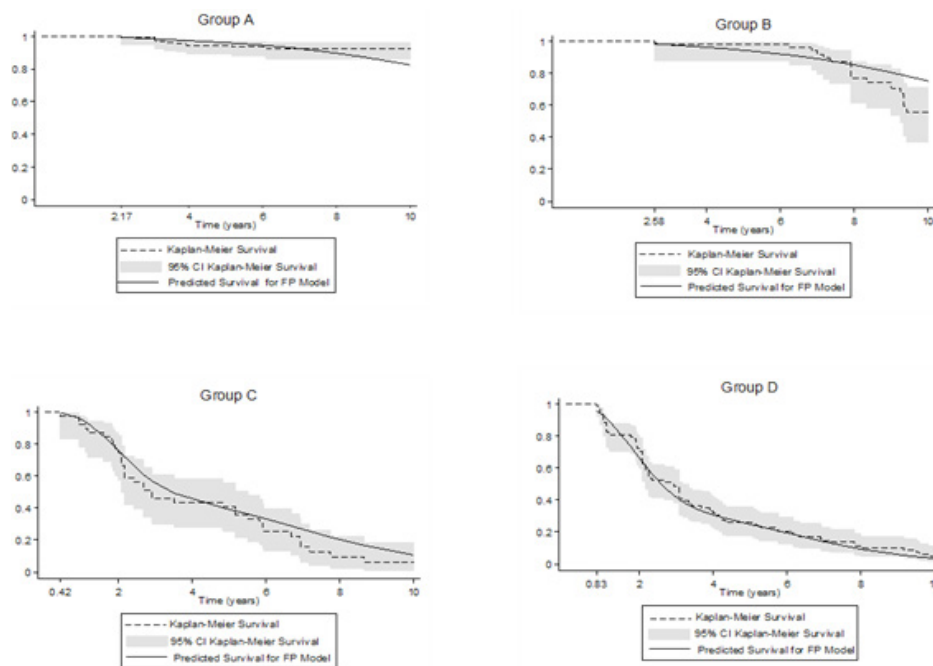 Group A
1
0.8
0.6
0.4
0.2
0
2.17 4 6 8 10
Time (years)
Kaplan-Meier Survival
95% CI Kaplan-Meier Survival
Predicted Survival for FP Model
Group B
1
0.8
0.6
0.4
0.2
0
2.58 4 6 8 10
Time (years)
Kaplan-Meier Survival
95% CI Kaplan-Meier Survival
Predicted Survival for FP Model
Group C
1
0.8
0.6
0.4
0.2
0
0.42 2 4 6 8 10
Time (years)
Kaplan-Meier Survival
95% CI Kaplan-Meier Survival
Predicted Survival for FP Model
Group D
1
0.8
0.6
0.4
0.2
0
0.83 2 4 6 8
Time (years)
Kaplan-Meier Survival
95% CI Kaplan-Meier Survival
Predicted Survival for FP Model